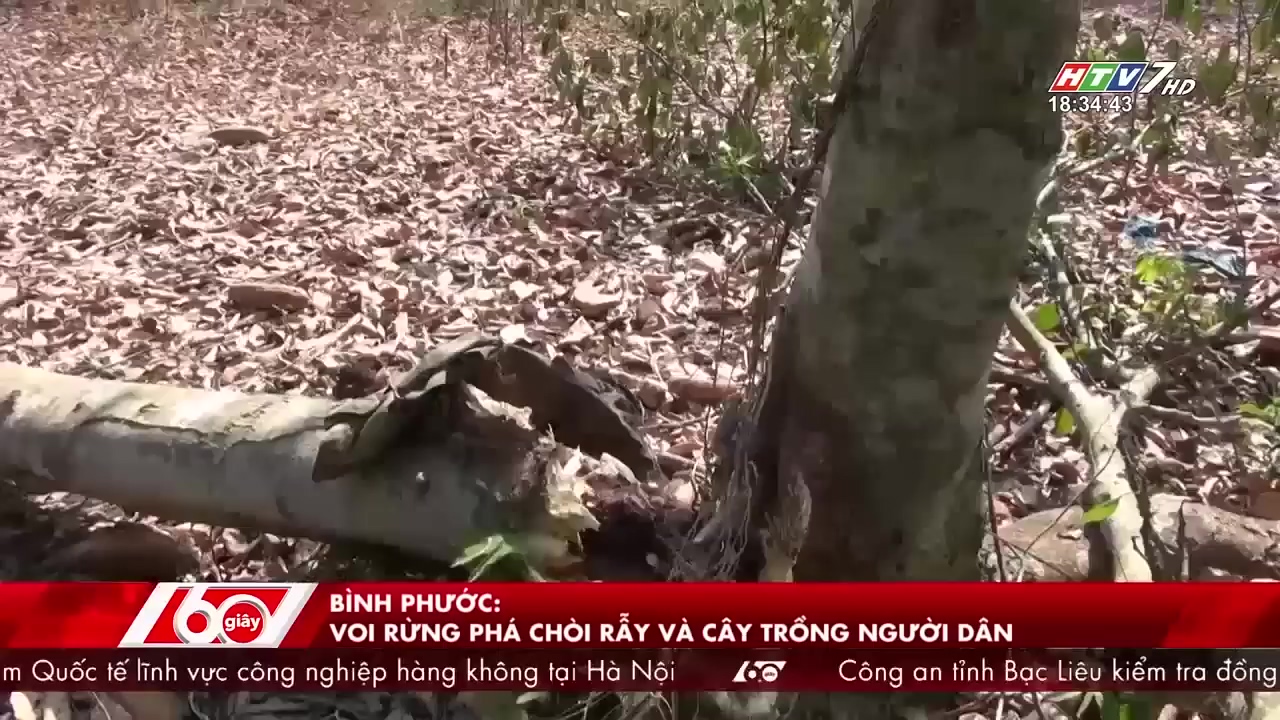 HTV7 HD
18:34:43
60 giây
BÌNH PHƯỚC:
VOI RỪNG PHÁ CHÒI RẪY VÀ CÂY TRỒNG NGƯỜI DÂN
m Quốc tế lĩnh vực công nghiệp hàng không tại Hà Nội 60 giây Công an tỉnh Bạc Liêu kiểm tra đồng